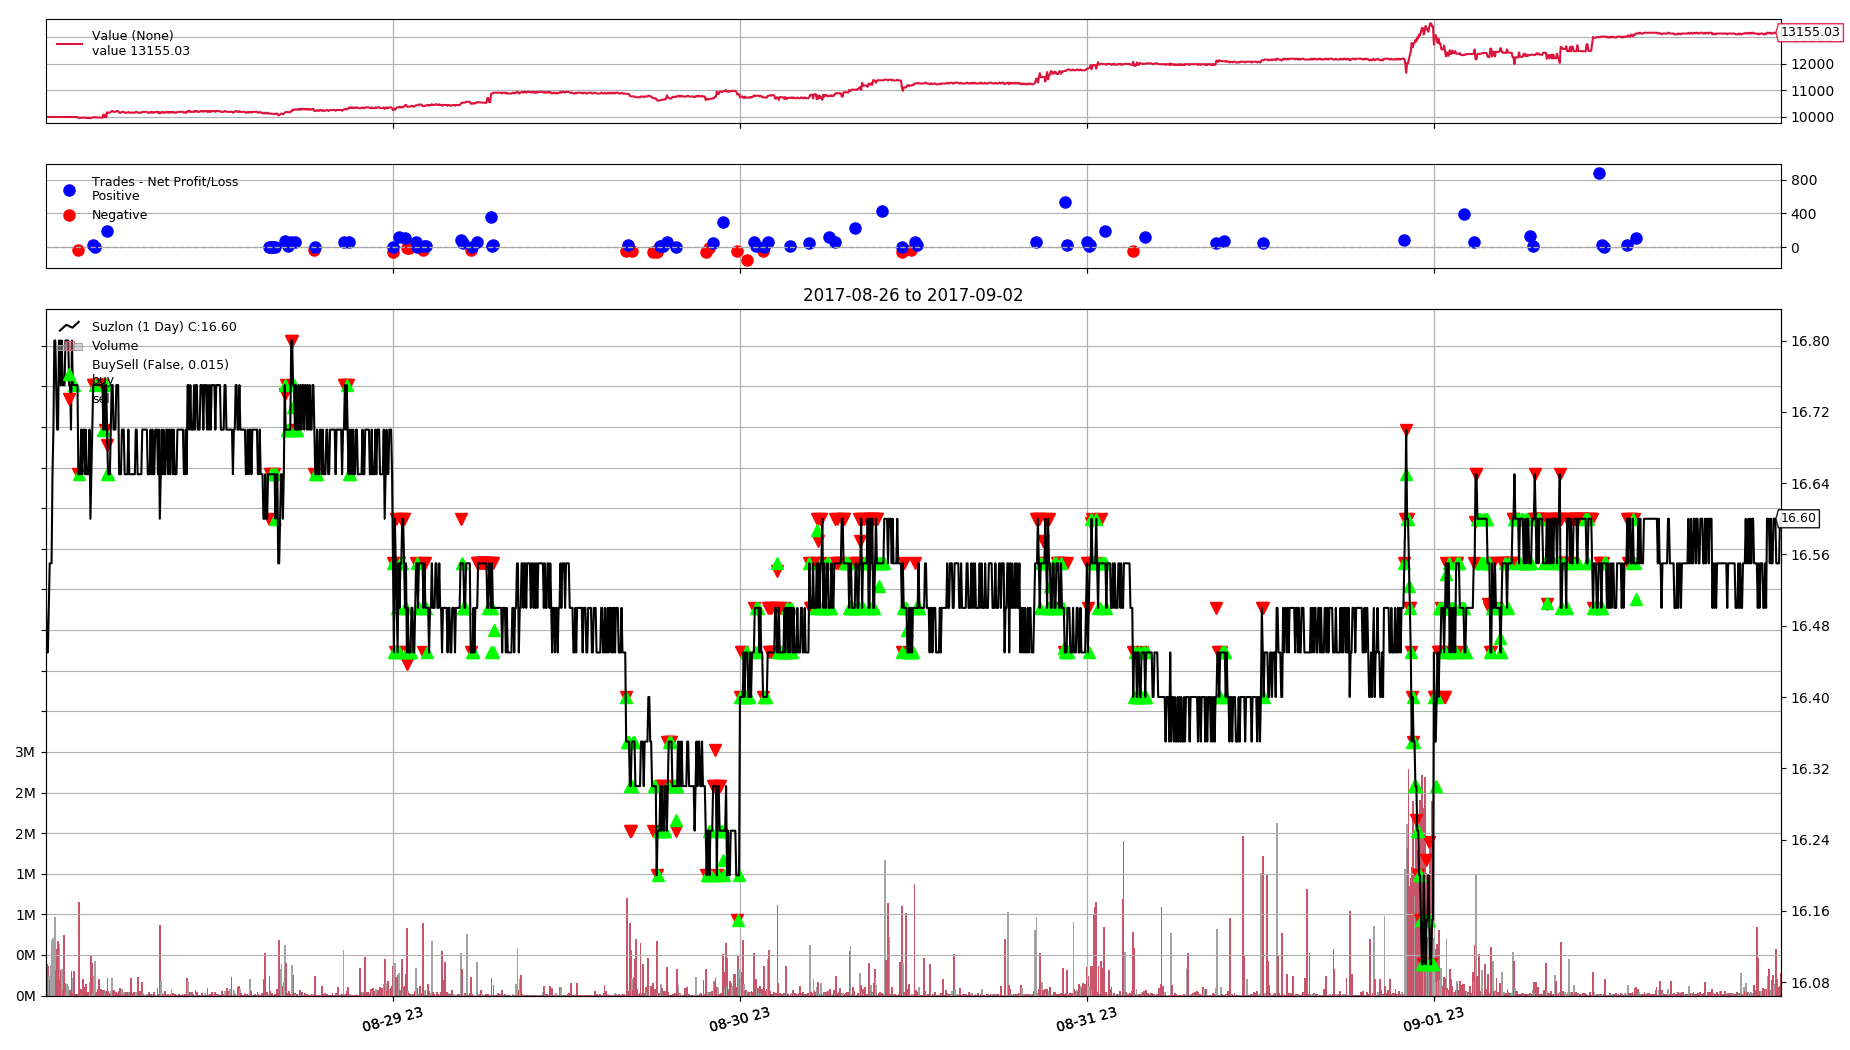 Value (None)
value 13155.03
13155.03
12000
11000
10000
Trades - Net Profit/Loss
Positive
Negative
800
400
0
2017-08-26 to 2017-09-02
Suzlon (1 Day) C:16.60
Volume
BuySell (False, 0.015)
buy
sell
16.80
16.72
16.64
16.60
16.56
16.48
16.40
16.32
16.24
16.16
16.08
3M
2M
2M
1M
1M
0M
0M
08-29 23
08-30 23
08-31 23
09-01 23